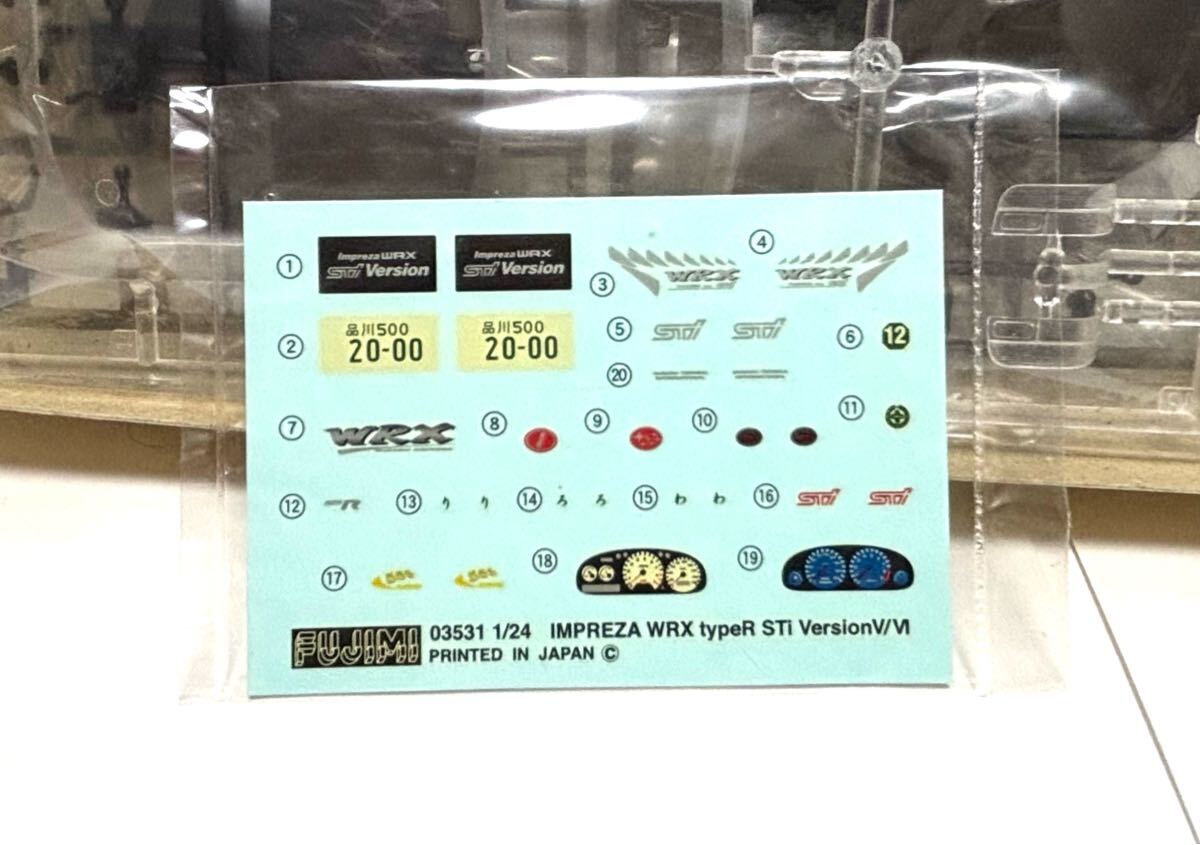 ① Impreza WRX Impreza WRX
STi Version STi Version
③ WRX ④ WRX
② 品川500 品川500
20-00 20-00
⑤ STi STi ⑥ 12
⑳
⑦ WRX ⑧ ⑨ ⑩ ⑪
⑫ R ⑬ り り ⑭ ろ ろ ⑮ わ わ ⑯ STi STi
⑰ 555 555 ⑱ ⑲
FUJIMI 03531 1/24 IMPREZA WRX typeR STi VersionV/VI
PRINTED IN JAPAN ©